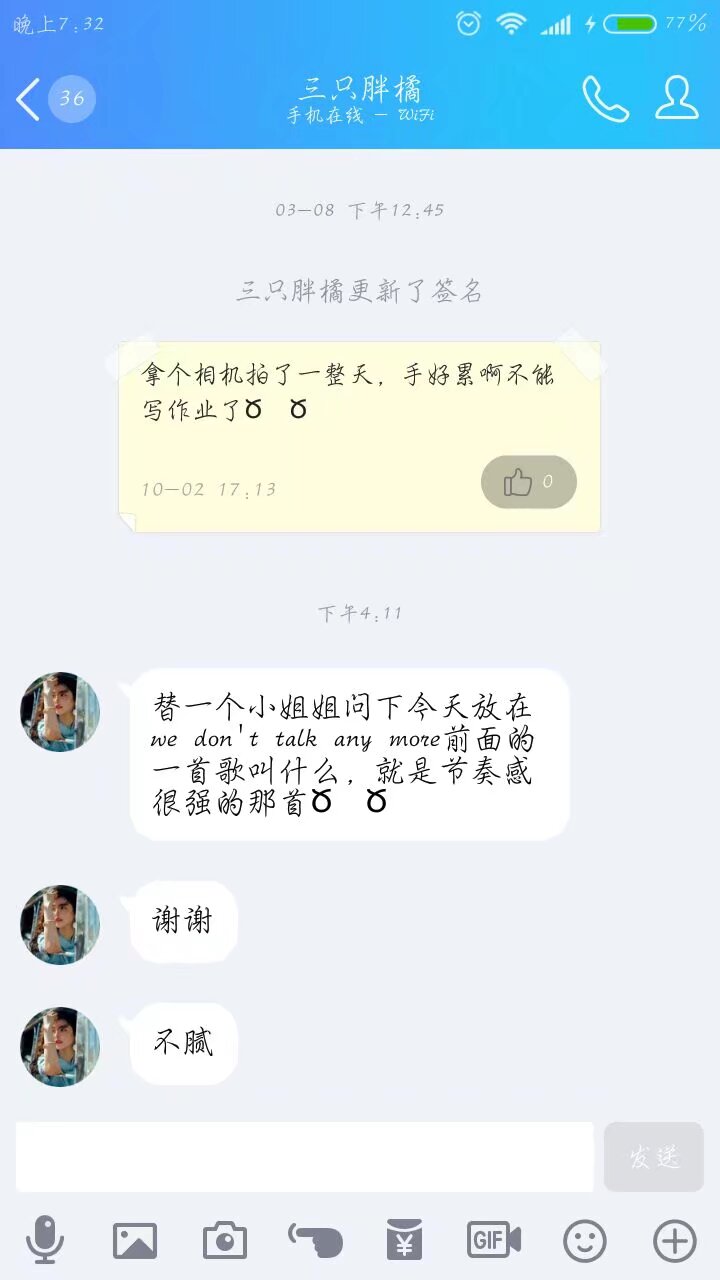 晚上7:32
77%
36
三只胖橘
手机在线 - WiFi
03-08 下午12:45
三只胖橘更新了签名
拿个相机拍了一整天，手好累啊不能
写作业了ठ ठ
10-02 17:13
0
下午4:11
替一个小姐姐问下今天放在
we don't talk any more前面的
一首歌叫什么，就是节奏感
很强的那首ठ ठ
谢谢
不腻
发送
GIF